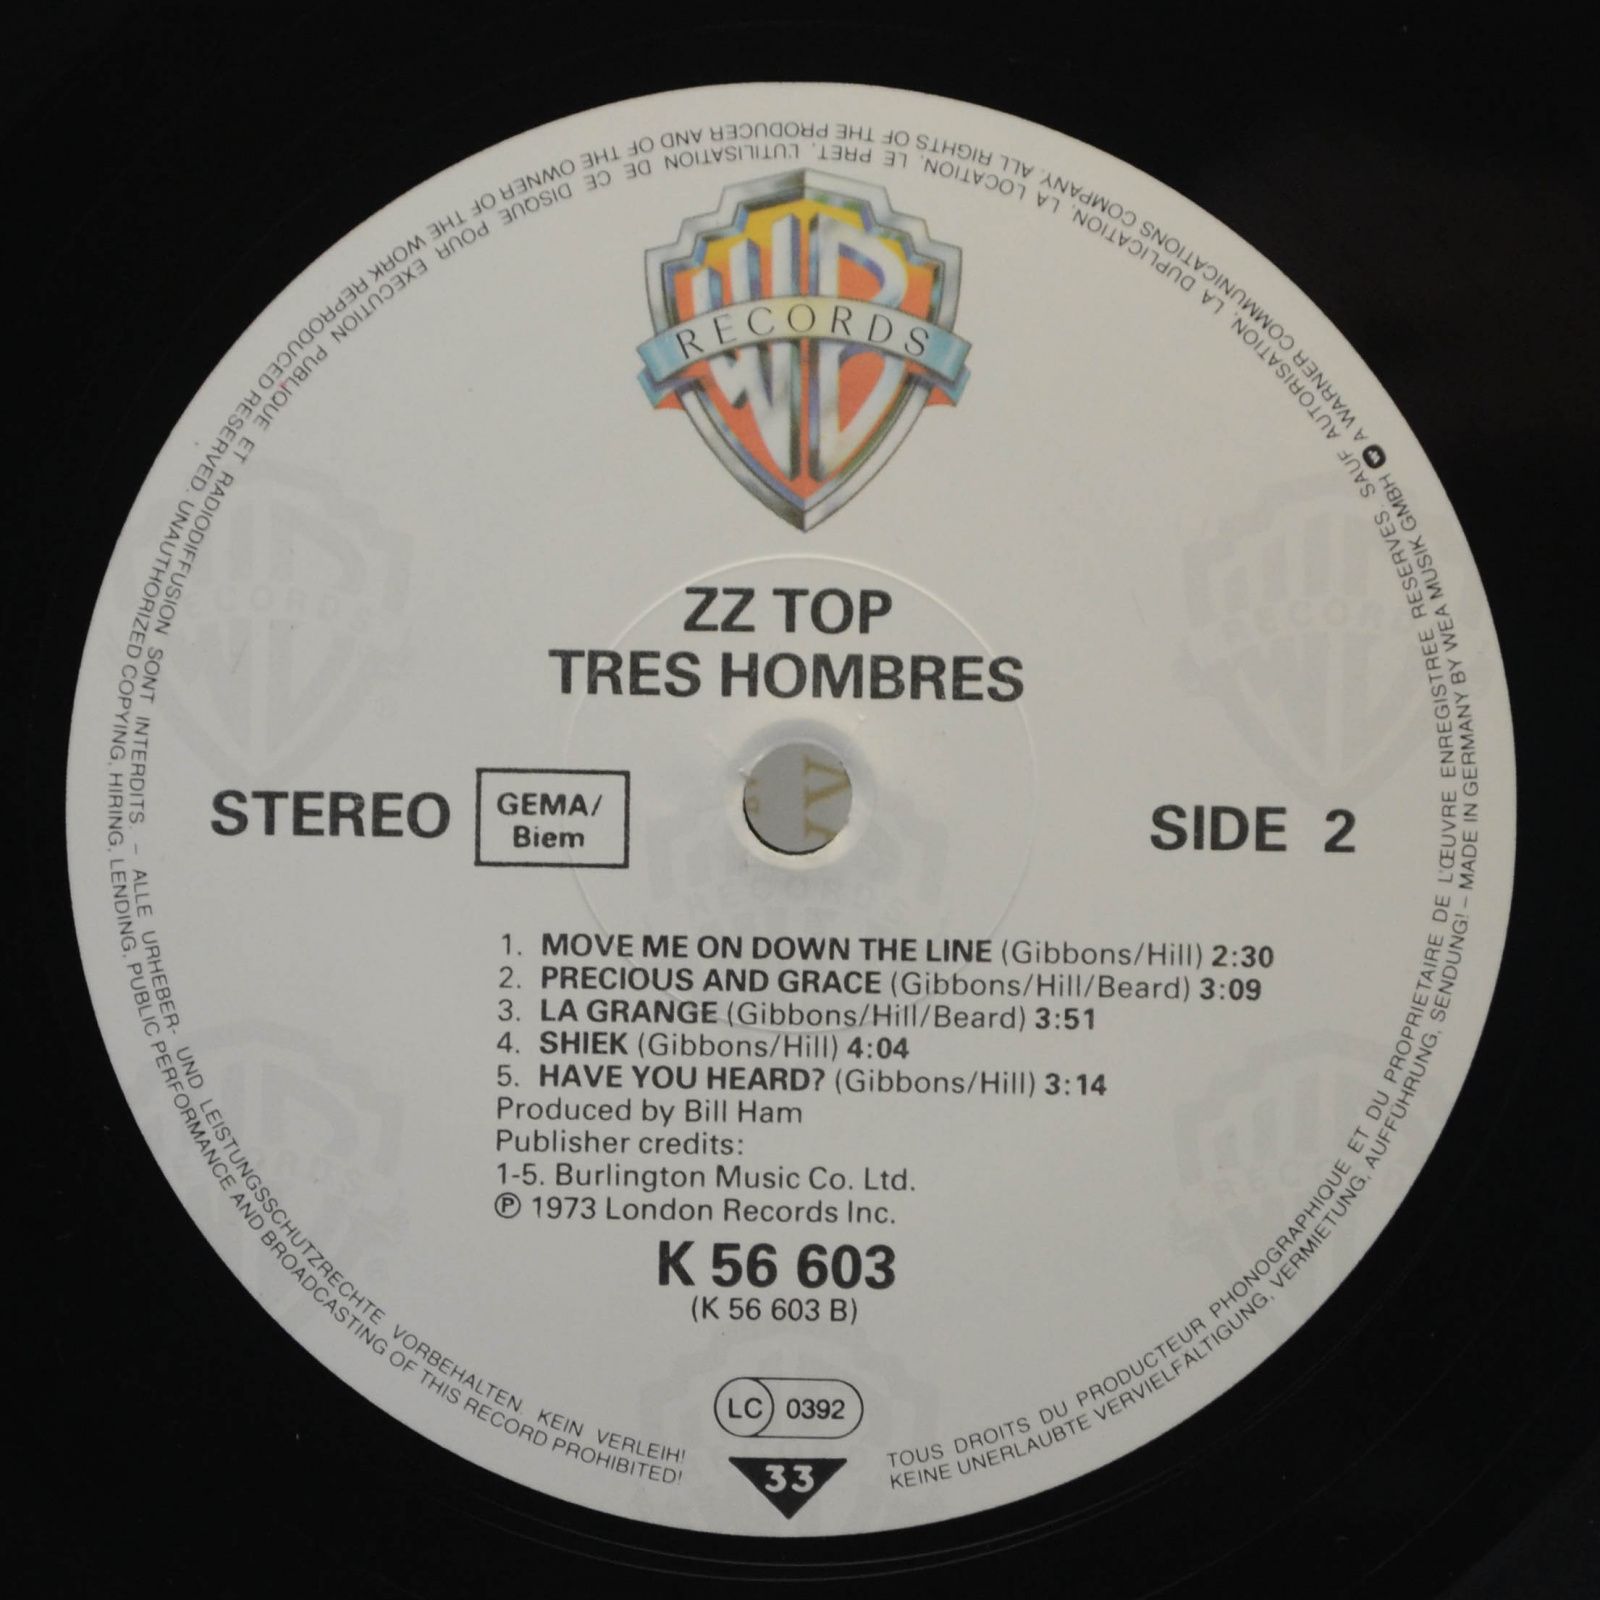 WB
RECORDS
ZZ TOP
TRES HOMBRES
STEREO
GEMA/
Biem
SIDE 2
1. MOVE ME ON DOWN THE LINE (Gibbons/Hill) 2:30
2. PRECIOUS AND GRACE (Gibbons/Hill/Beard) 3:09
3. LA GRANGE (Gibbons/Hill/Beard) 3:51
4. SHIEK (Gibbons/Hill) 4:04
5. HAVE YOU HEARD? (Gibbons/Hill) 3:14
Produced by Bill Ham
Publisher credits:
1-5. Burlington Music Co. Ltd.
℗ 1973 London Records Inc.
K 56 603
(K 56 603 B)
LC 0392
33
TOUS DROITS DU PRODUCTEUR PHONOGRAPHIQUE ET DU PROPRIETAIRE DE L'ŒUVRE ENREGISTREE RESERVES. SAUF AUTORISATION, LA DUPLICATION, LA LOCATION, LE PRET, L'UTILISATION DE CE DISQUE POUR EXECUTION PUBLIQUE ET RADIODIFFUSION SONT INTERDITS. – ALLE URHEBER- UND LEISTUNGSSCHUTZRECHTE VORBEHALTEN. KEIN VERLEIH!
KEINE UNERLAUBTE VERVIELFÄLTIGUNG, VERMIETUNG, AUFFÜHRUNG, SENDUNG! – MADE IN GERMANY BY WEA MUSIK GMBH A WARNER COMMUNICATIONS COMPANY. ALL RIGHTS OF THE PRODUCER AND OF THE OWNER OF THE WORK REPRODUCED RESERVED. UNAUTHORIZED COPYING, HIRING, LENDING, PUBLIC PERFORMANCE AND BROADCASTING OF THIS RECORD PROHIBITED!